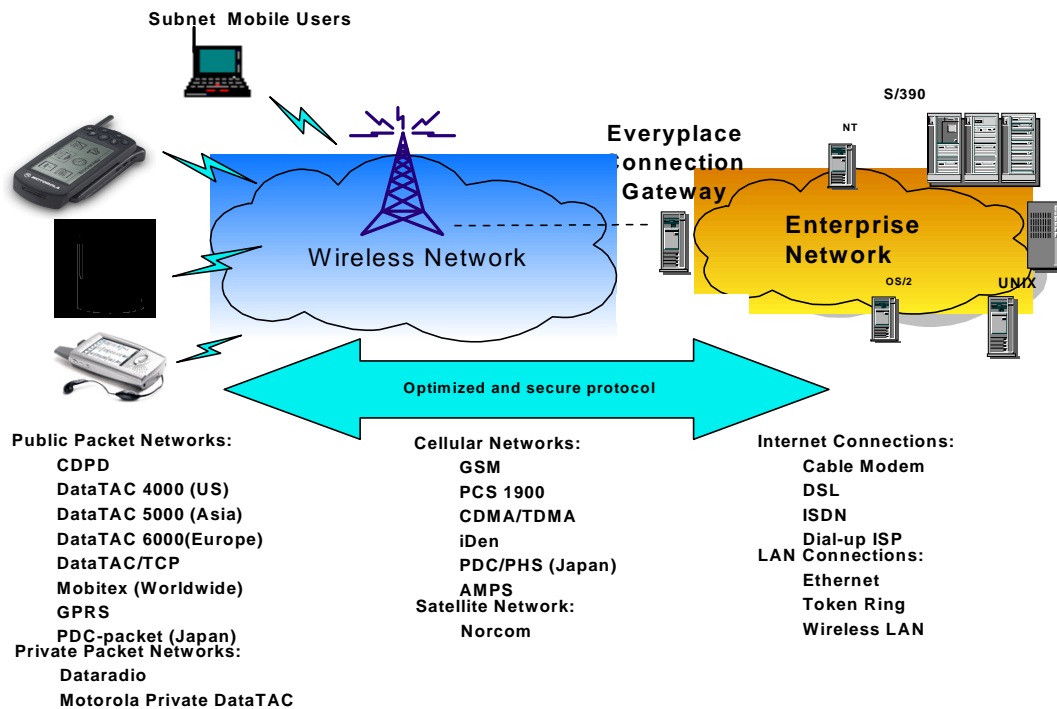 Subnet Mobile Users
S/390
NT
Everyplace
Connection
Gateway
MOTOROLA
Wireless Network
Enterprise
Network
OS/2
UNIX
Optimized and secure protocol
Public Packet Networks:
CDPD
DataTAC 4000 (US)
DataTAC 5000 (Asia)
DataTAC 6000(Europe)
DataTAC/TCP
Mobitex (Worldwide)
GPRS
PDC-packet (Japan)
Private Packet Networks:
Dataradio
Motorola Private DataTAC
Cellular Networks:
GSM
PCS 1900
CDMA/TDMA
iDen
PDC/PHS (Japan)
AMPS
Satellite Network:
Norcom
Internet Connections:
Cable Modem
DSL
ISDN
Dial-up ISP
LAN Connections:
Ethernet
Token Ring
Wireless LAN